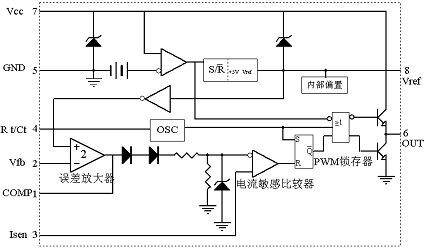 Vcc 7
GND 5
S/R̅ +5V Vref
8
Vref
内部偏置
R t/Ct 4
OSC
≥1
6
OUT
S
Q̅
R
PWM锁存器
+
2
−
Vfb 2
误差放大器
COMP1
电流敏感比较器
Isen 3